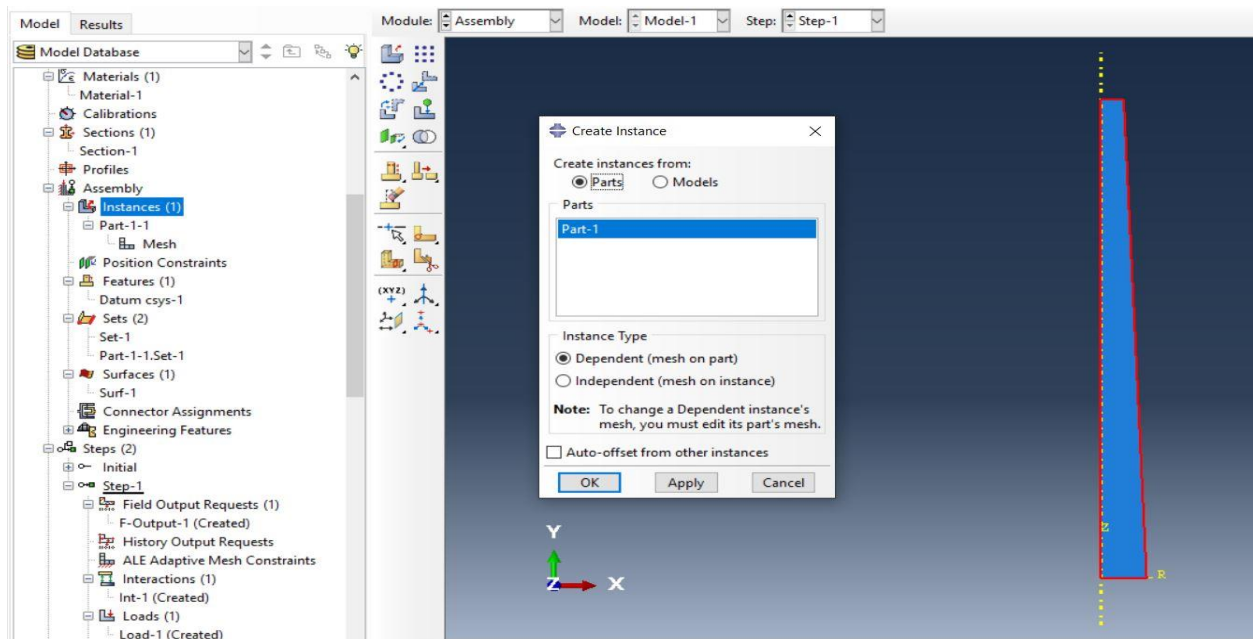 Model Results
Module: Assembly Model: Model-1 Step: Step-1
Model Database
Materials (1)
Material-1
Calibrations
Sections (1)
Section-1
Profiles
Assembly
Instances (1)
Part-1-1
Mesh
Position Constraints
Features (1)
Datum csys-1
Sets (2)
Set-1
Part-1-1.Set-1
Surfaces (1)
Surf-1
Connector Assignments
Engineering Features
Steps (2)
Initial
Step-1
Field Output Requests (1)
F-Output-1 (Created)
History Output Requests
ALE Adaptive Mesh Constraints
Interactions (1)
Int-1 (Created)
Loads (1)
Load-1 (Created)
(XYZ)
Create Instance
Create instances from:
Parts Models
Parts
Part-1
Instance Type
Dependent (mesh on part)
Independent (mesh on instance)
Note: To change a Dependent instance's
mesh, you must edit its part's mesh.
Auto-offset from other instances
OK Apply Cancel
Y
Z X
Z
R